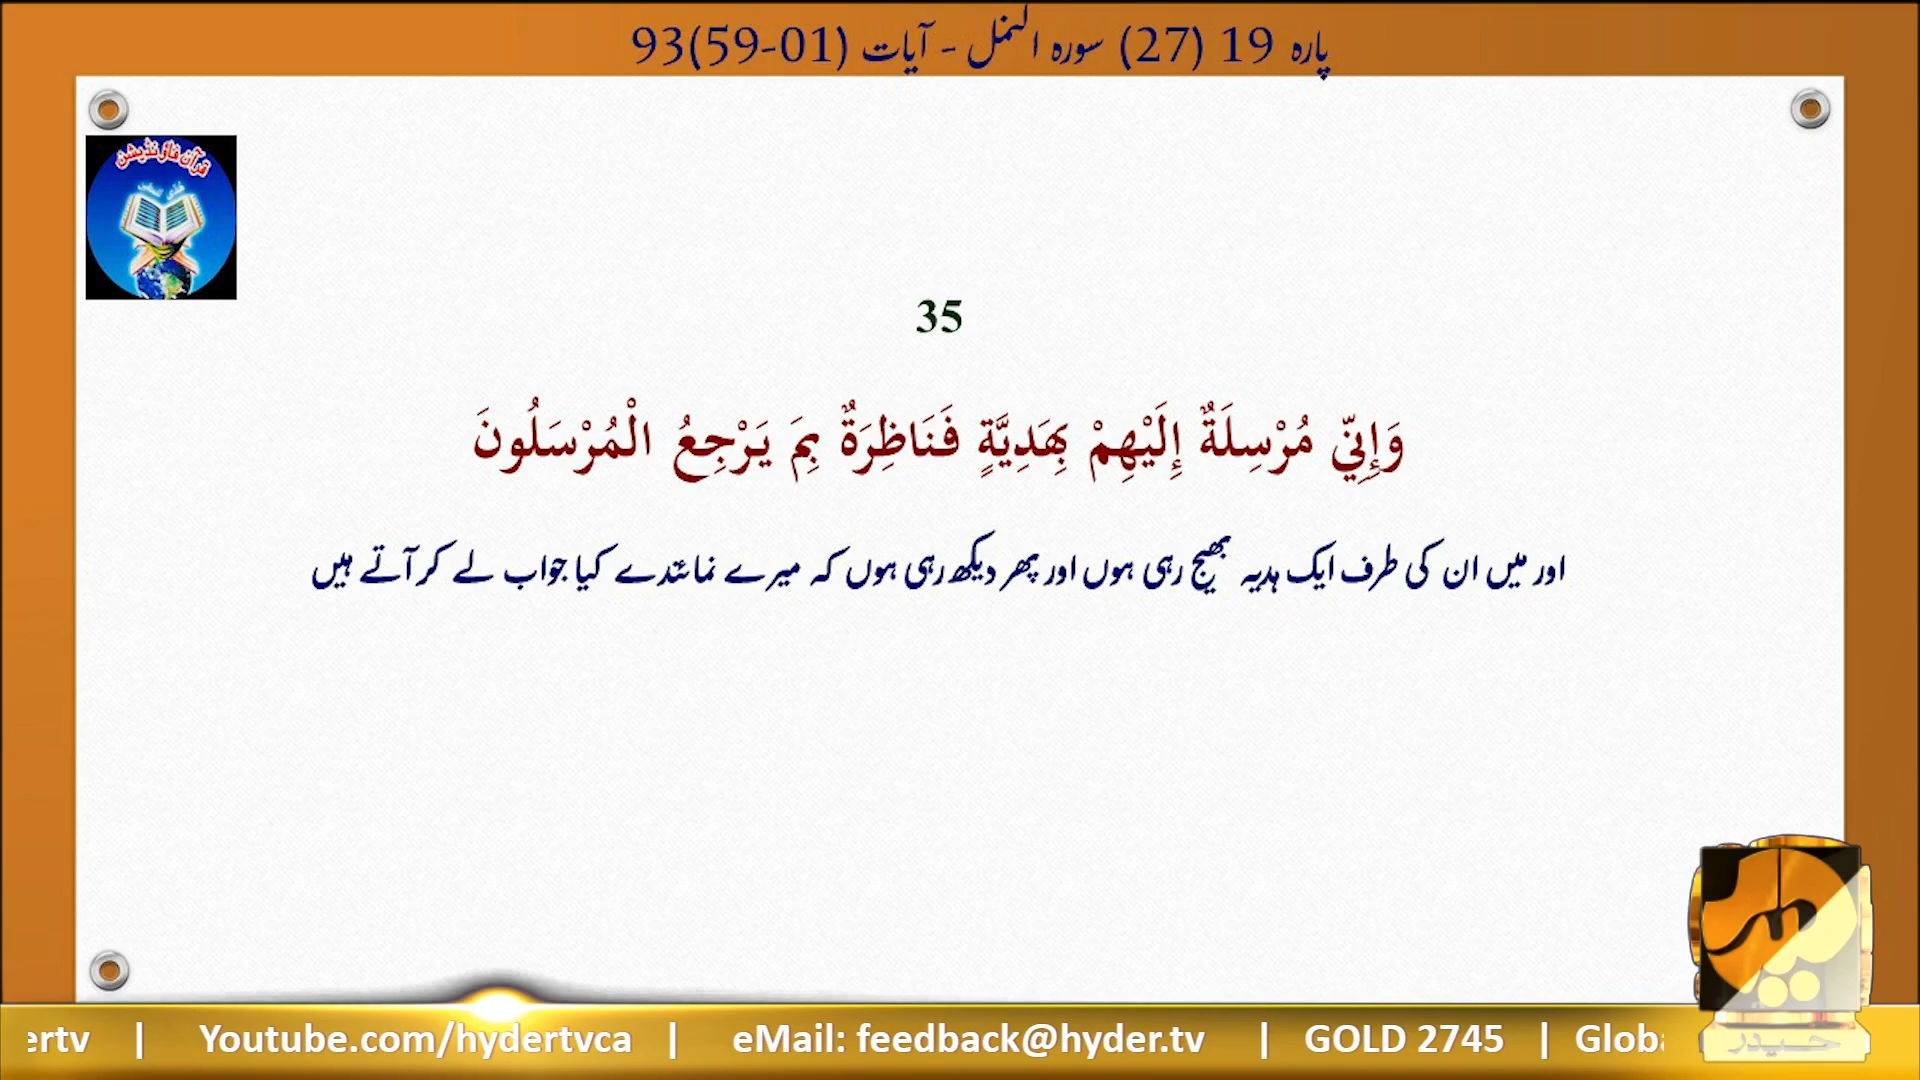 پارہ 19 (27) سورہ النمل - آیات (01-59)93
قرآن فاؤنڈیشن
35
وَإِنِّي مُرْسِلَةٌ إِلَيْهِمْ بِهَدِيَّةٍ فَنَاظِرَةٌ بِمَ يَرْجِعُ الْمُرْسَلُونَ
اور میں ان کی طرف ایک ہدیہ بھیج رہی ہوں اور پھر دیکھ رہی ہوں کہ میرے نمائندے کیا جواب لے کر آتے ہیں
حیدر
ertv | Youtube.com/hydertvca | eMail: feedback@hyder.tv | GOLD 2745 | Glob